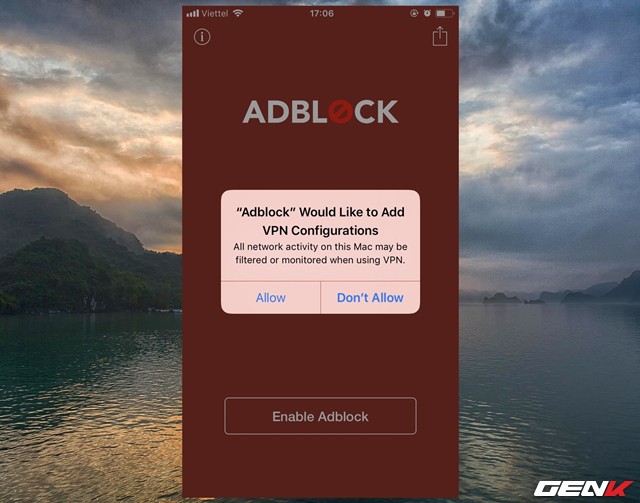 Viettel 17:06
ADBLOCK
“Adblock” Would Like to Add
VPN Configurations
All network activity on this Mac may be
filtered or monitored when using VPN.
Allow Don’t Allow
Enable Adblock
GENK